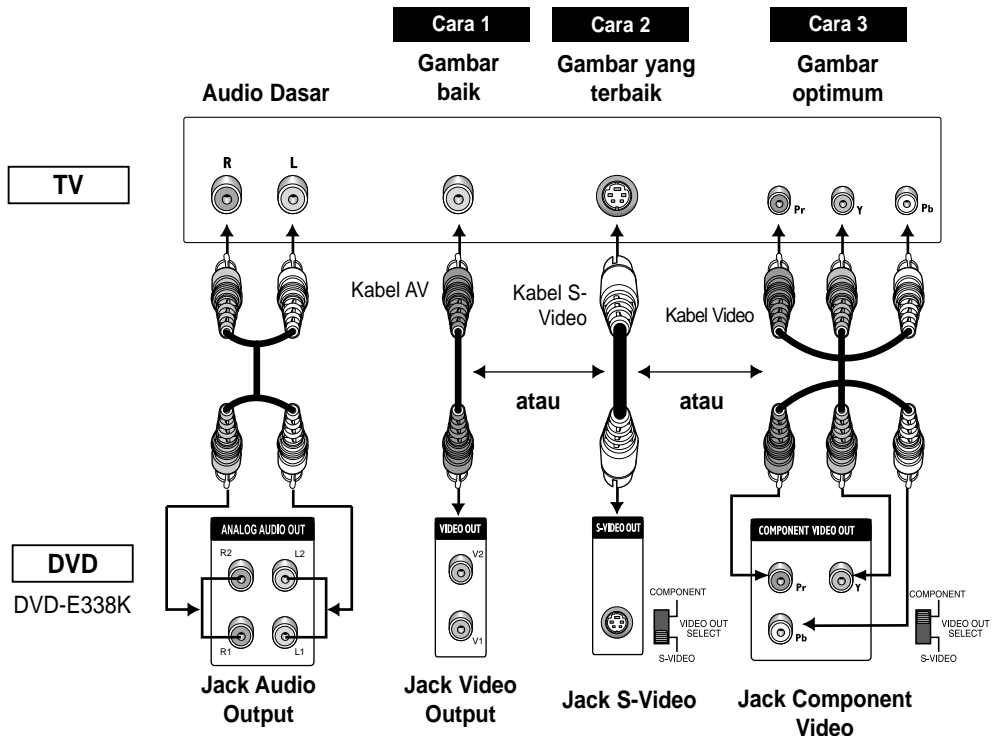 Cara 1
Cara 2
Cara 3
Audio Dasar
Gambar
baik
Gambar yang
terbaik
Gambar
optimum
TV
R
L
Pr
Y
Pb
Kabel AV
Kabel S-
Video
Kabel Video
atau
atau
DVD
DVD-E338K
ANALOG AUDIO OUT
R2
L2
R1
L1
VIDEO OUT
V2
V1
S-VIDEO OUT
COMPONENT
VIDEO OUT
SELECT
S-VIDEO
COMPONENT VIDEO OUT
Pr
Y
Pb
COMPONENT
VIDEO OUT
SELECT
S-VIDEO
Jack Audio
Output
Jack Video
Output
Jack S-Video
Jack Component
Video